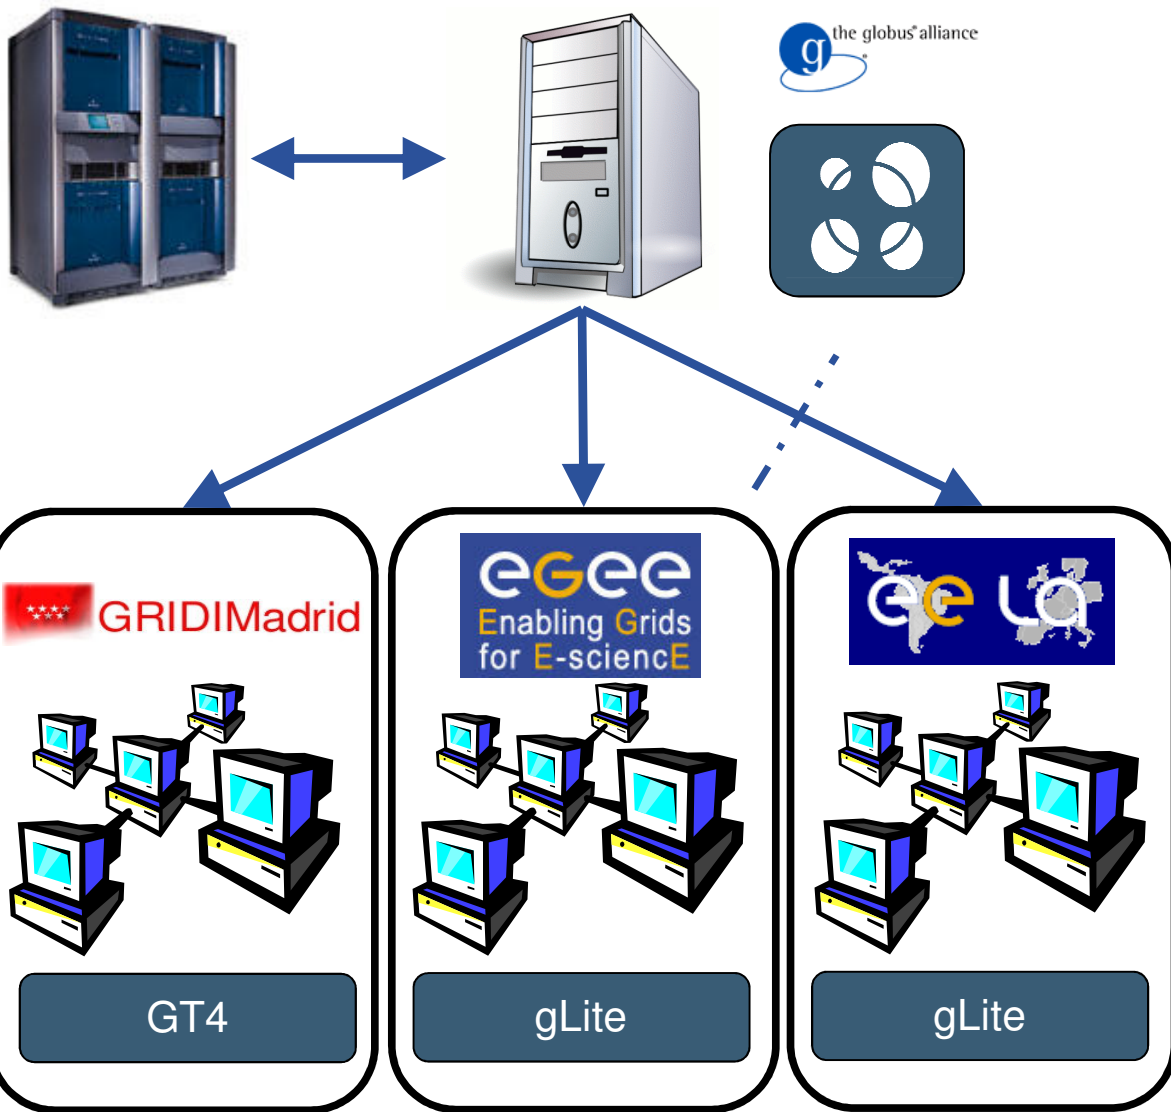 the globus alliance
g
GRIDIMadrid
eGee
Enabling Grids
for E-sciencE
ee la
GT4
gLite
gLite